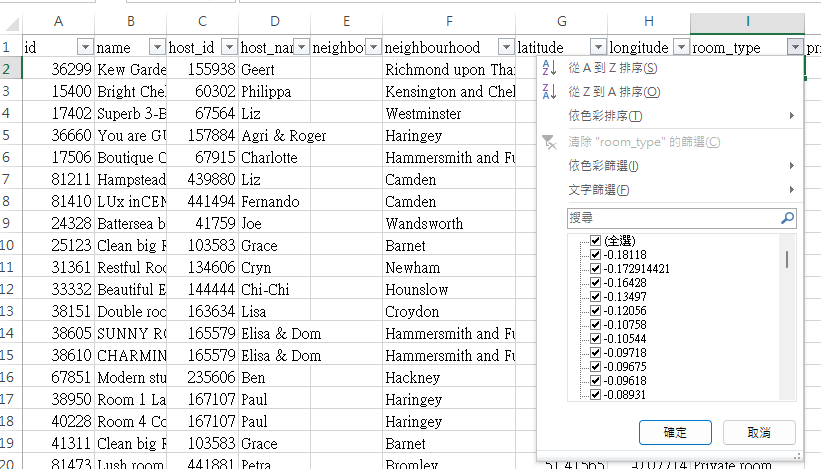 A B C D E F G H I
1 id name host_id host_nam neighbou neighbourhood latitude longitude room_type pri
2 36299 Kew Garde 155938 Geert Richmond upon Tha
3 15400 Bright Chel 60302 Philippa Kensington and Chel
4 17402 Superb 3-B 67564 Liz Westminster
5 36660 You are GU 157884 Agri & Roger Haringey
6 17506 Boutique C 67915 Charlotte Hammersmith and Fu
7 81211 Hampstead 439880 Liz Camden
8 81410 LUx inCEN 441494 Fernando Camden
9 24328 Battersea b 41759 Joe Wandsworth
10 25123 Clean big R 103583 Grace Barnet
11 31361 Restful Roo 134606 Cryn Newham
12 33332 Beautiful E 144444 Chi-Chi Hounslow
13 38151 Double roo 163634 Lisa Croydon
14 38605 SUNNY RO 165579 Elisa & Dom Hammersmith and Fu
15 38610 CHARMIN 165579 Elisa & Dom Hammersmith and Fu
16 67851 Modern stu 235606 Ben Hackney
17 38950 Room 1 La 167107 Paul Haringey
18 40228 Room 4 Co 167107 Paul Haringey
19 41311 Clean big R 103583 Grace Barnet
20 81473 Lush room 441881 Petra Bromley 51.41565 -0.07714 Private room
從 A 到 Z 排序(S)
從 Z 到 A 排序(O)
依色彩排序(T)
清除 "room_type" 的篩選(C)
依色彩篩選(I)
文字篩選(F)
搜尋
(全選)
-0.18118
-0.172914421
-0.16428
-0.13497
-0.12056
-0.10758
-0.10544
-0.09718
-0.09675
-0.09618
-0.08931
確定 取消